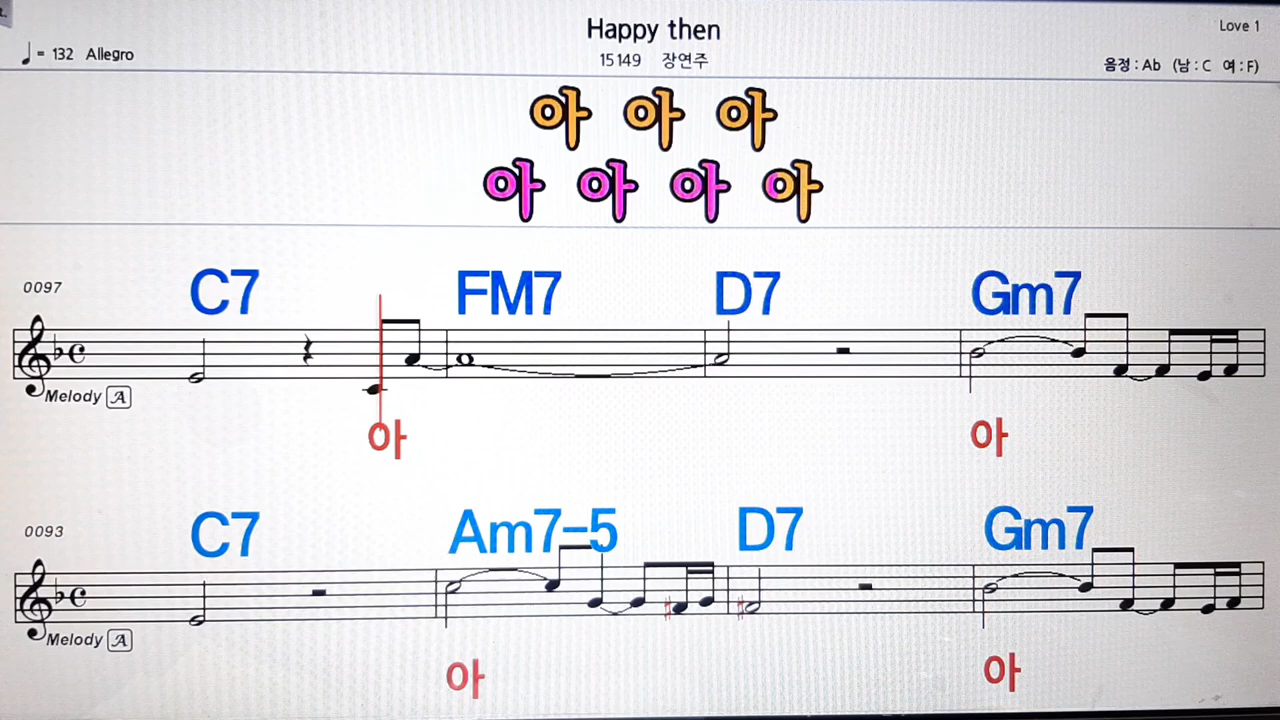 Happy then
Love 1
= 132 Allegro
15149 장연주
음정 : Ab (남 : C 여 : F)
아 아 아
아 아 아 아
0097
C7 FM7 D7 Gm7
Melody A
아 아
0093
C7 Am7-5 D7 Gm7
Melody A
아 아